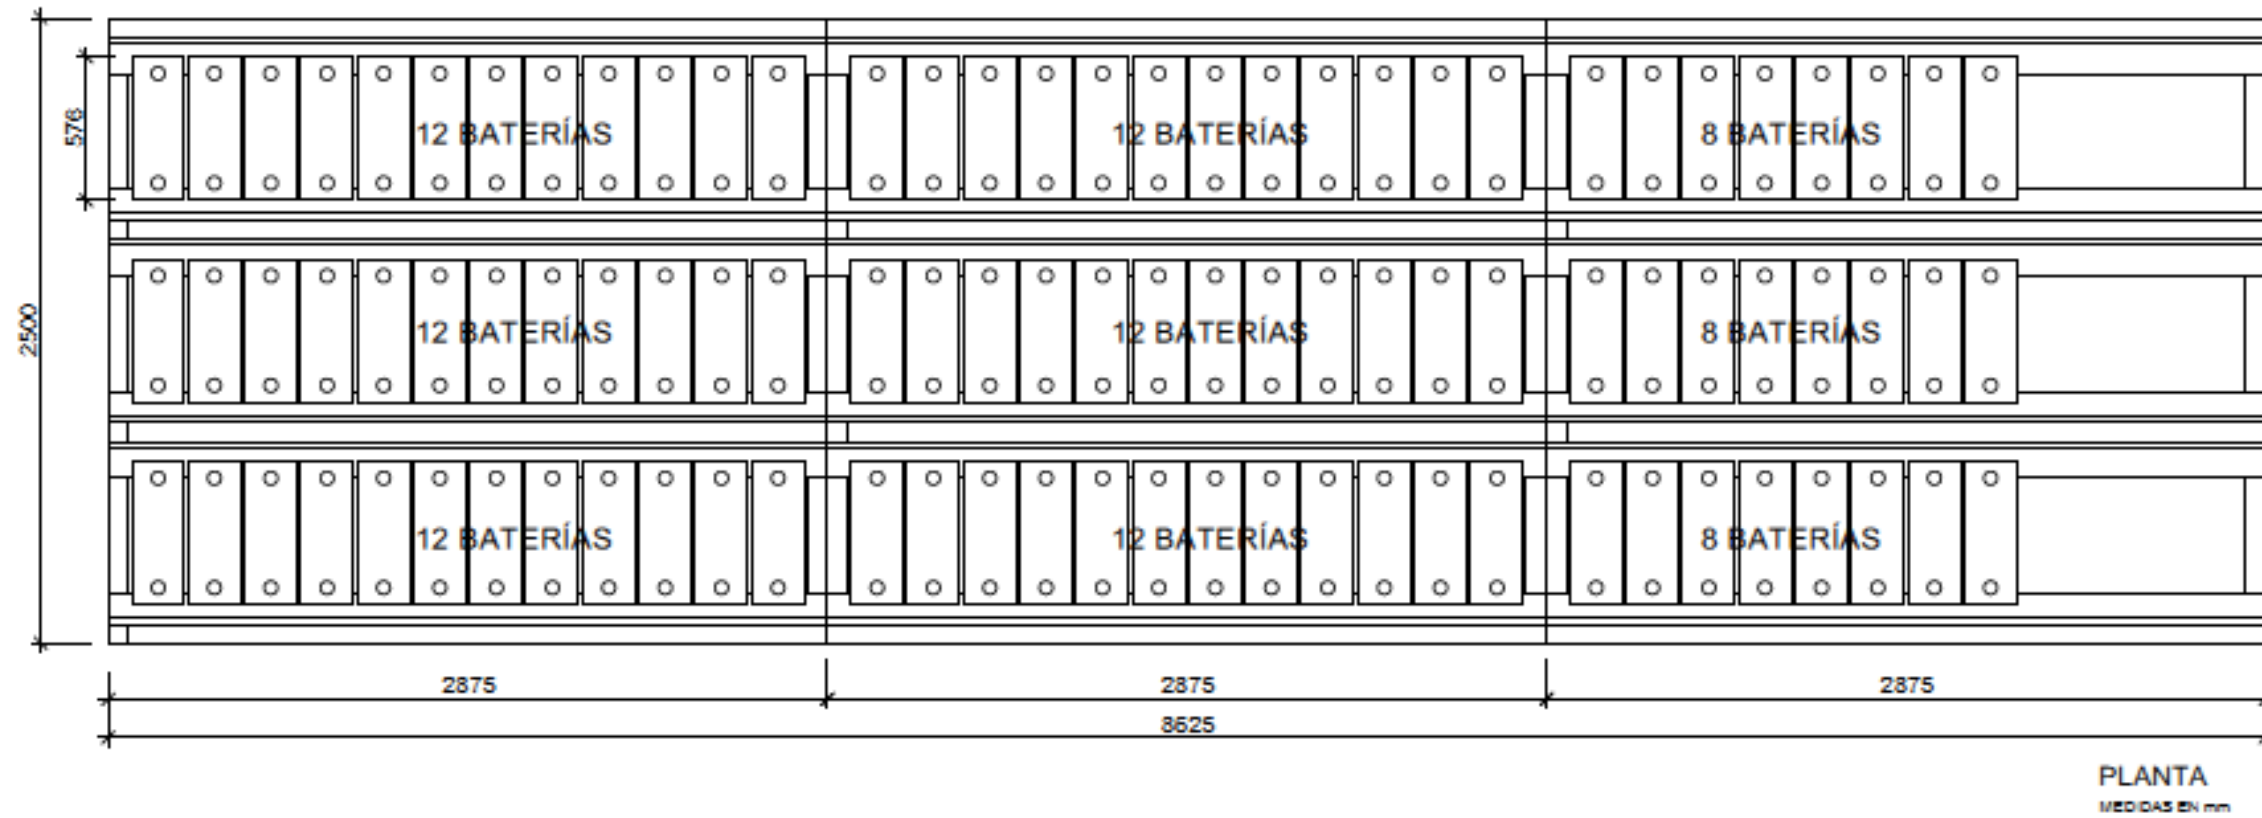 576
12 BATERÍAS
12 BATERÍAS
8 BATERÍAS
2500
12 BATERÍAS
12 BATERÍAS
8 BATERÍAS
12 BATERÍAS
12 BATERÍAS
8 BATERÍAS
2875
2875
2875
8625
PLANTA
MEDIDAS EN mm